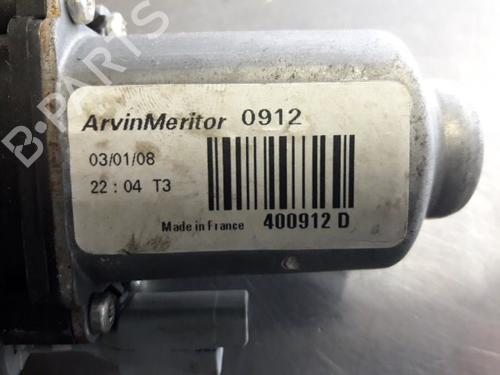 ArvinMeritor 0912
03/01/08
22 : 04 T3
Made in France 400912 D
B-PARTS